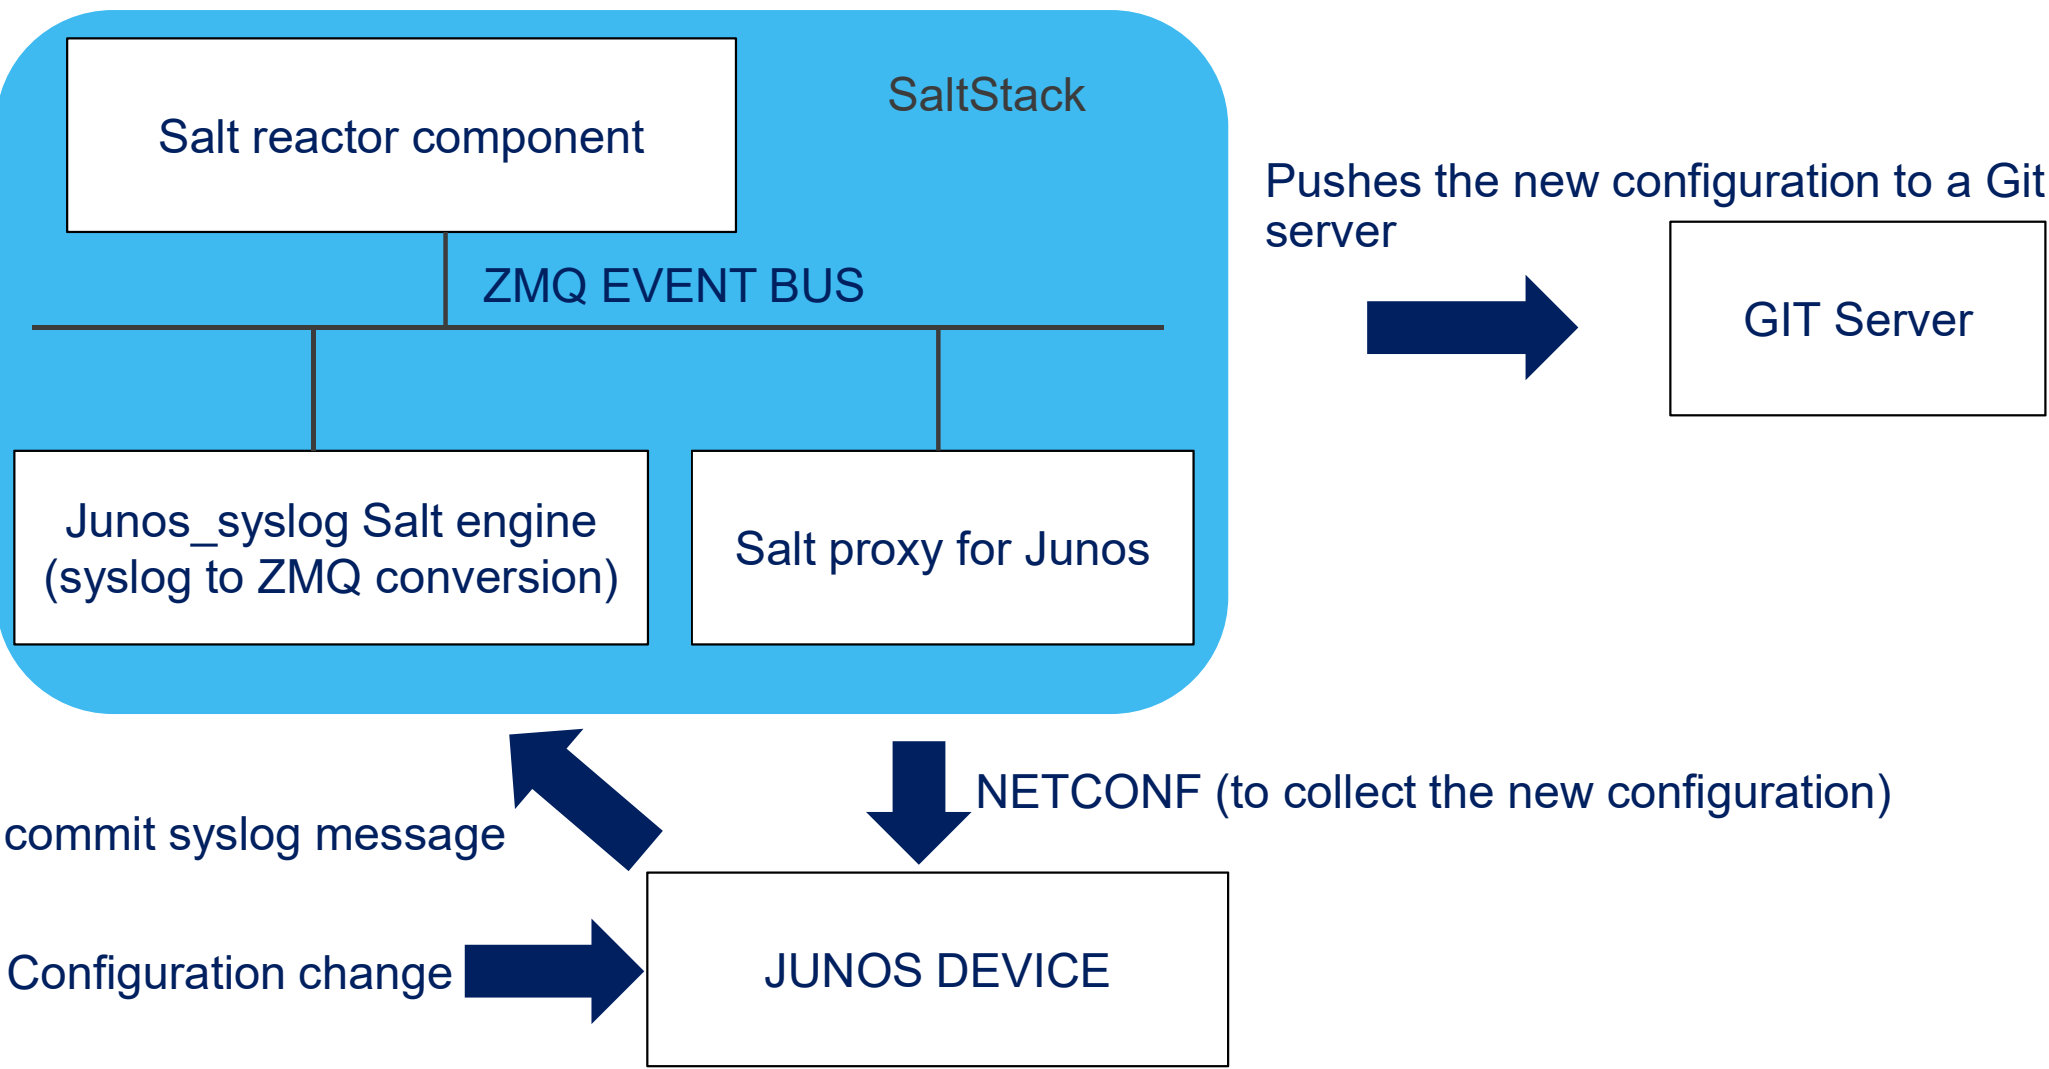 SaltStack
Salt reactor component
Pushes the new configuration to a Git
server
ZMQ EVENT BUS
GIT Server
Junos_syslog Salt engine
(syslog to ZMQ conversion)
Salt proxy for Junos
NETCONF (to collect the new configuration)
commit syslog message
Configuration change
JUNOS DEVICE